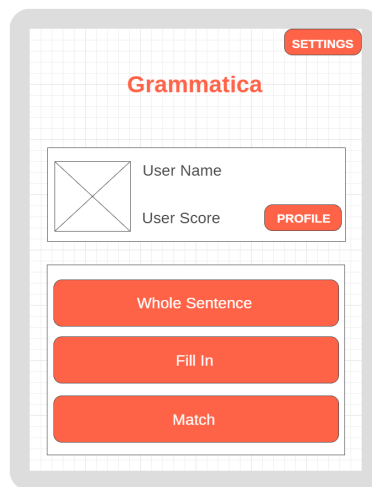 SETTINGS
Grammatica
User Name
User Score
PROFILE
Whole Sentence
Fill In
Match